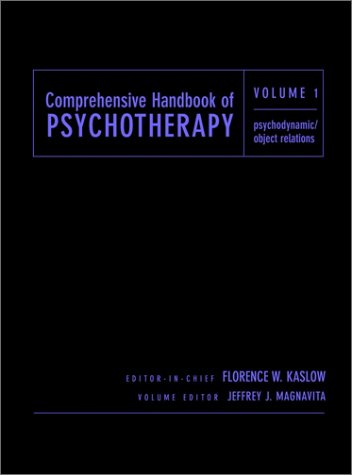 Comprehensive Handbook of
PSYCHOTHERAPY
VOLUME 1
psychodynamic/
object relations
EDITOR-IN-CHIEF FLORENCE W. KASLOW
VOLUME EDITOR JEFFREY J. MAGNAVITA